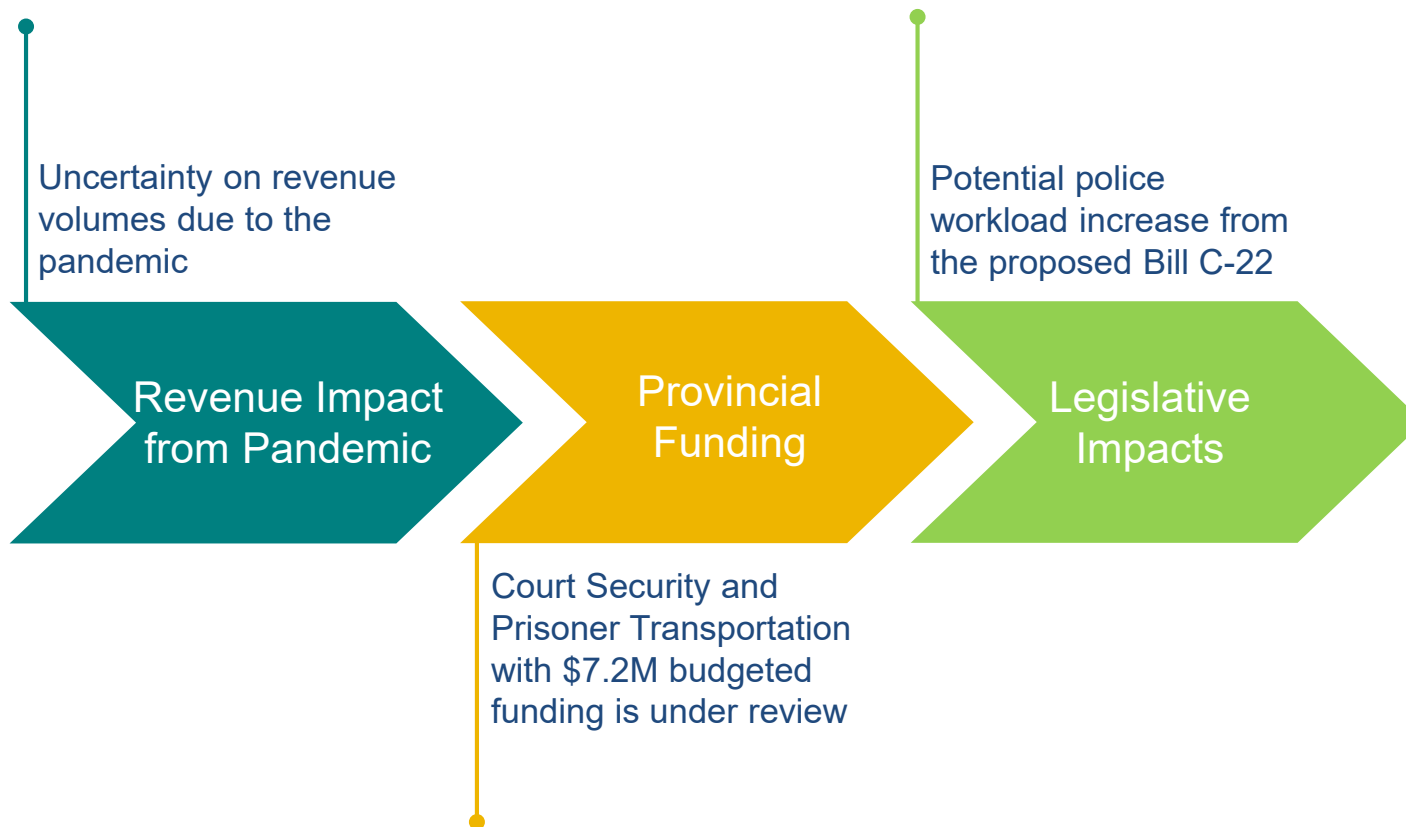 Uncertainty on revenue
volumes due to the
pandemic
Revenue Impact
from Pandemic
Provincial
Funding
Court Security and
Prisoner Transportation
with $7.2M budgeted
funding is under review
Potential police
workload increase from
the proposed Bill C-22
Legislative
Impacts